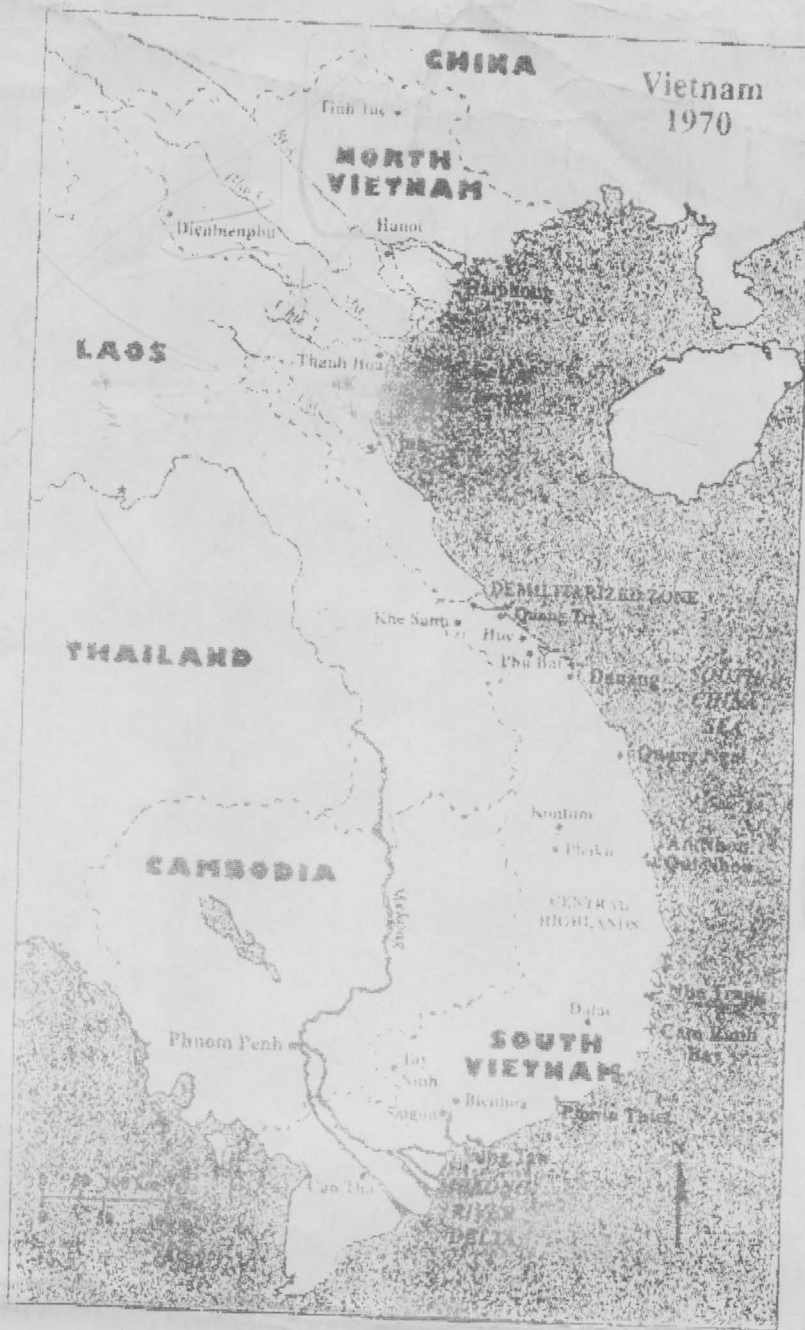 CHINA
Vietnam
1970
Tinh Tuc
NORTH
VIETNAM
Dienbienphu
Hanoi
Haiphong
LAOS
Thanh Hoa
DEMILITARIZED ZONE
Khe Sanh
Quang Tri
Hue
Phu Bai
Danang
THAILAND
SOUTH
CHINA
SEA
Quang Ngai
Kontum
Pleiku
An Nhon
Qui Nhon
CAMBODIA
Mekong
CENTRAL
HIGHLANDS
Nha Trang
Dalat
Cam Ranh
Bay
Phnom Penh
SOUTH
VIETNAM
Tay
Ninh
Bienhoa
Saigon
Phan Thiet
Vung Tau
N
Can Tho
RIVER
DELTA